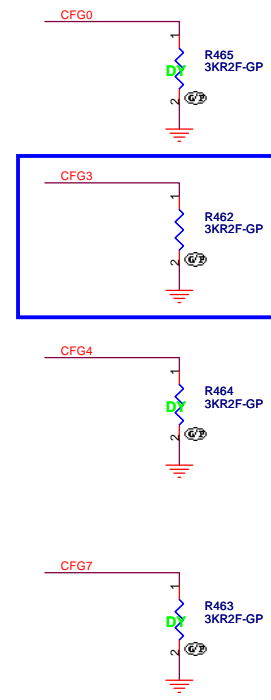 CFG0
1
R465
3KR2F-GP
DY
2
G/P
CFG3
1
R462
3KR2F-GP
2
G/P
CFG4
1
R464
3KR2F-GP
DY
2
G/P
CFG7
1
R463
3KR2F-GP
DY
2
G/P